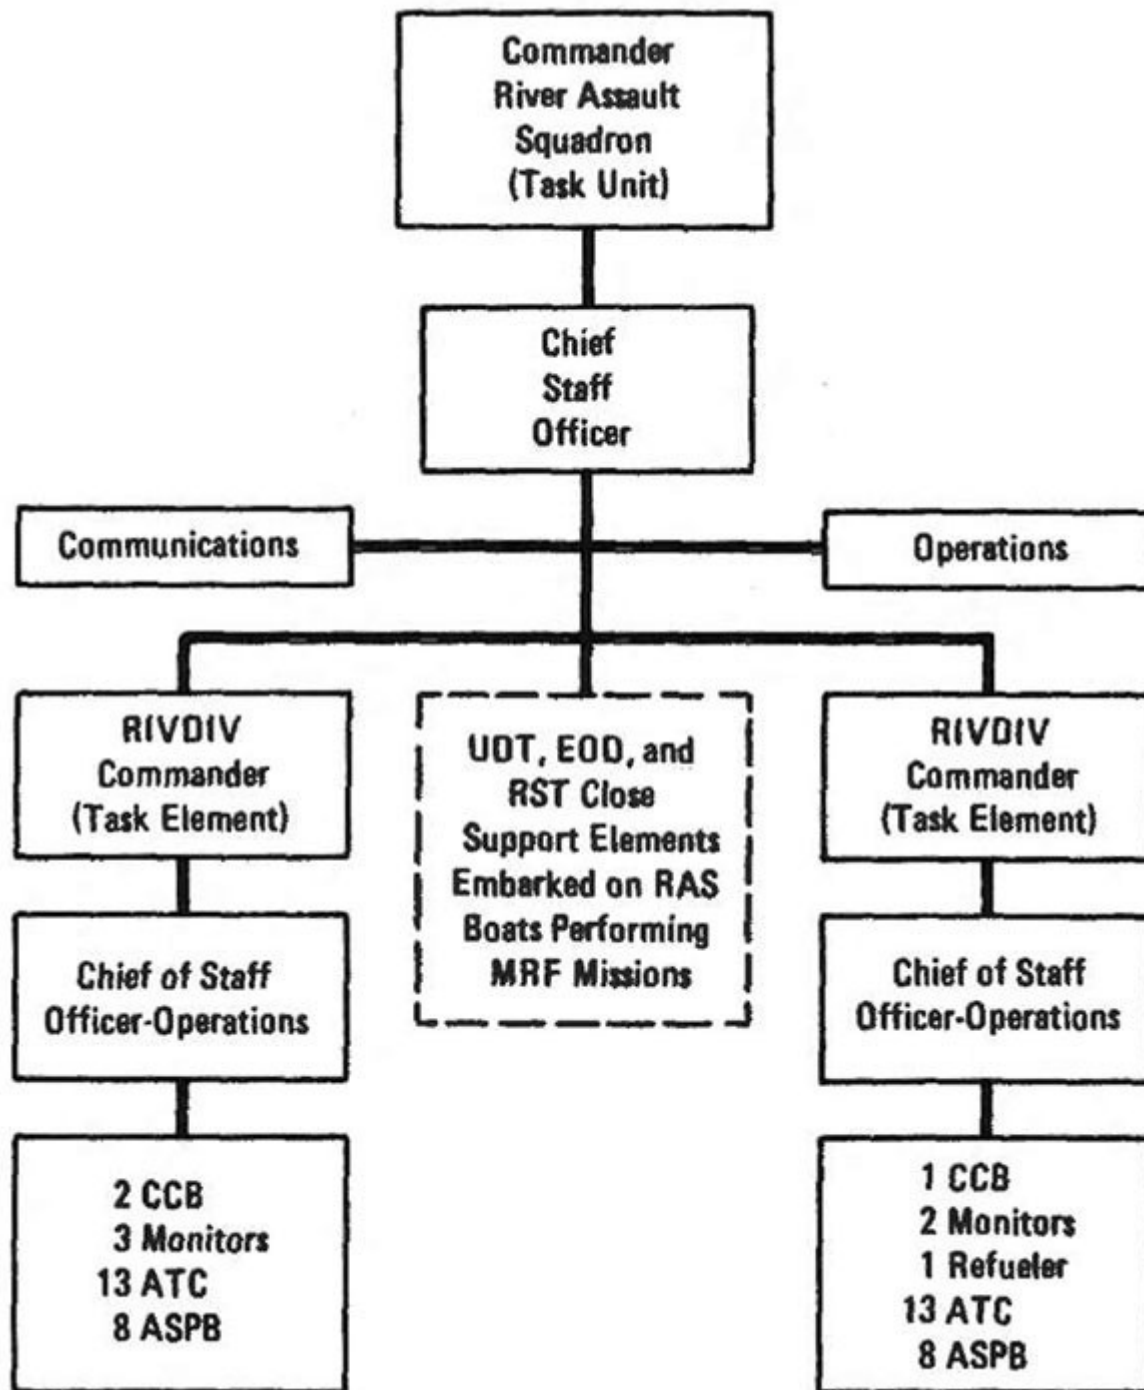 Commander
River Assault
Squadron
(Task Unit)
Chief
Staff
Officer
Communications
Operations
RIVDIV
Commander
(Task Element)
UDT, EOD, and
RST Close
Support Elements
Embarked on RAS
Boats Performing
MRF Missions
RIVDIV
Commander
(Task Element)
Chief of Staff
Officer-Operations
Chief of Staff
Officer-Operations
2 CCB
3 Monitors
13 ATC
8 ASPB
1 CCB
2 Monitors
1 Refueler
13 ATC
8 ASPB